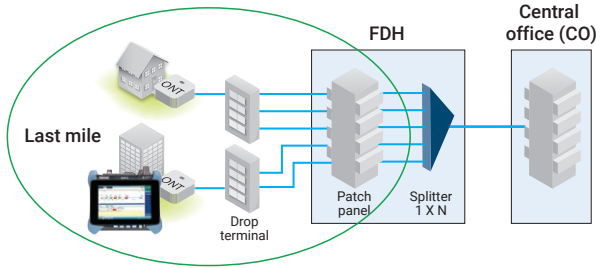 Central
office (CO)
FDH
ONT
Last mile
ONT
Drop
terminal
Patch
panel
Splitter
1 X N